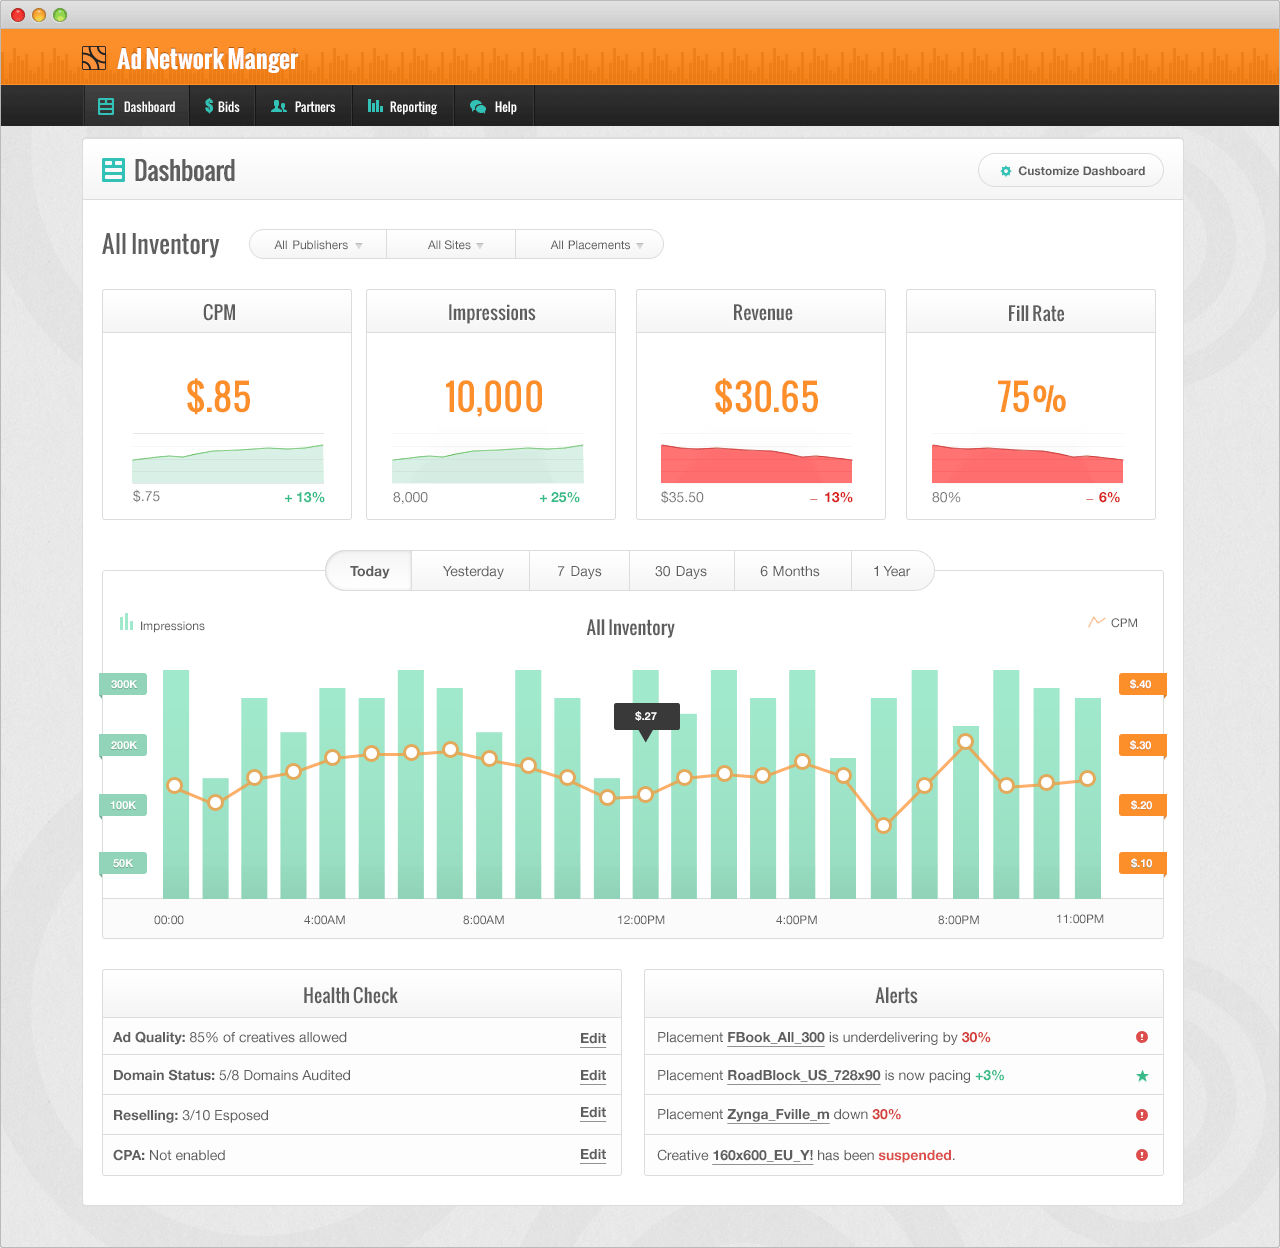 Ad Network Manger
Dashboard Bids Partners Reporting Help
Dashboard
Customize Dashboard
All Inventory
All Publishers All Sites All Placements
CPM Impressions Revenue Fill Rate
$.85 10,000 $30.65 75%
$.75 + 13% 8,000 + 25% $35.50 – 13% 80% – 6%
Today Yesterday 7 Days 30 Days 6 Months 1 Year
Impressions All Inventory CPM
300K $.40
$.27
200K $.30
100K $.20
50K $.10
00:00 4:00AM 8:00AM 12:00PM 4:00PM 8:00PM 11:00PM
Health Check
Ad Quality: 85% of creatives allowed Edit
Domain Status: 5/8 Domains Audited Edit
Reselling: 3/10 Esposed Edit
CPA: Not enabled Edit
Alerts
Placement FBook_All_300 is underdelivering by 30%
Placement RoadBlock_US_728x90 is now pacing +3%
Placement Zynga_Fville_m down 30%
Creative 160x600_EU_Y! has been suspended.